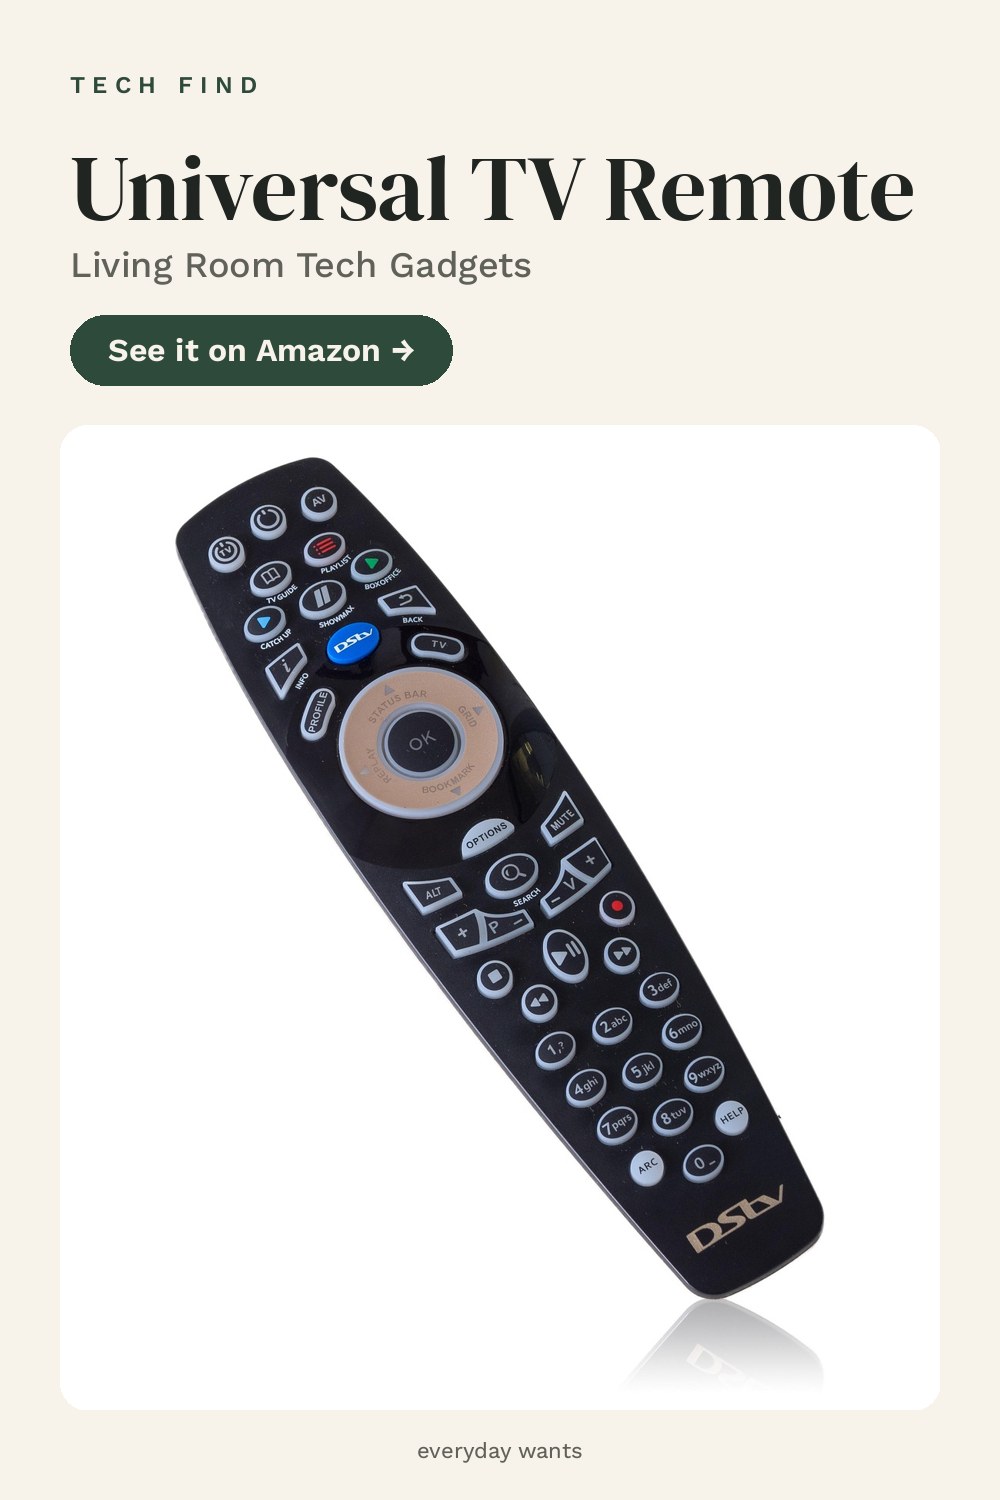 TECH FIND
Universal TV Remote
Living Room Tech Gadgets
See it on Amazon →
AV
TV
PLAYLIST
TV GUIDE
BOXOFFICE
SHOWMAX
CATCH UP
BACK
DStv
TV
i
INFO
PROFILE
STATUS BAR
GRID
OK
REPLAY
BOOKMARK
OPTIONS
MUTE
ALT
SEARCH
+ V −
+ P −
1,? 2abc 3def
4ghi 5jkl 6mno
7pqrs 8tuv 9wxyz
ARC 0_ HELP
DStv
everyday wants